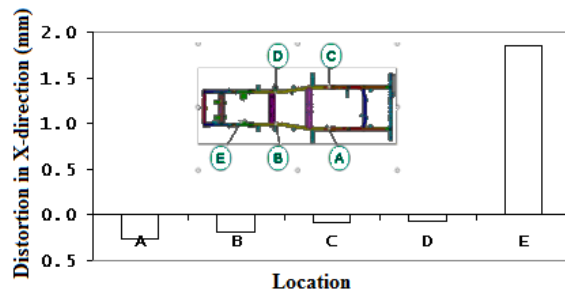 Distortion in X-direction (mm)
2.0
1.5
1.0
0.5
0.0
0.5
D
C
E
B
A
A
B
C
D
E
Location